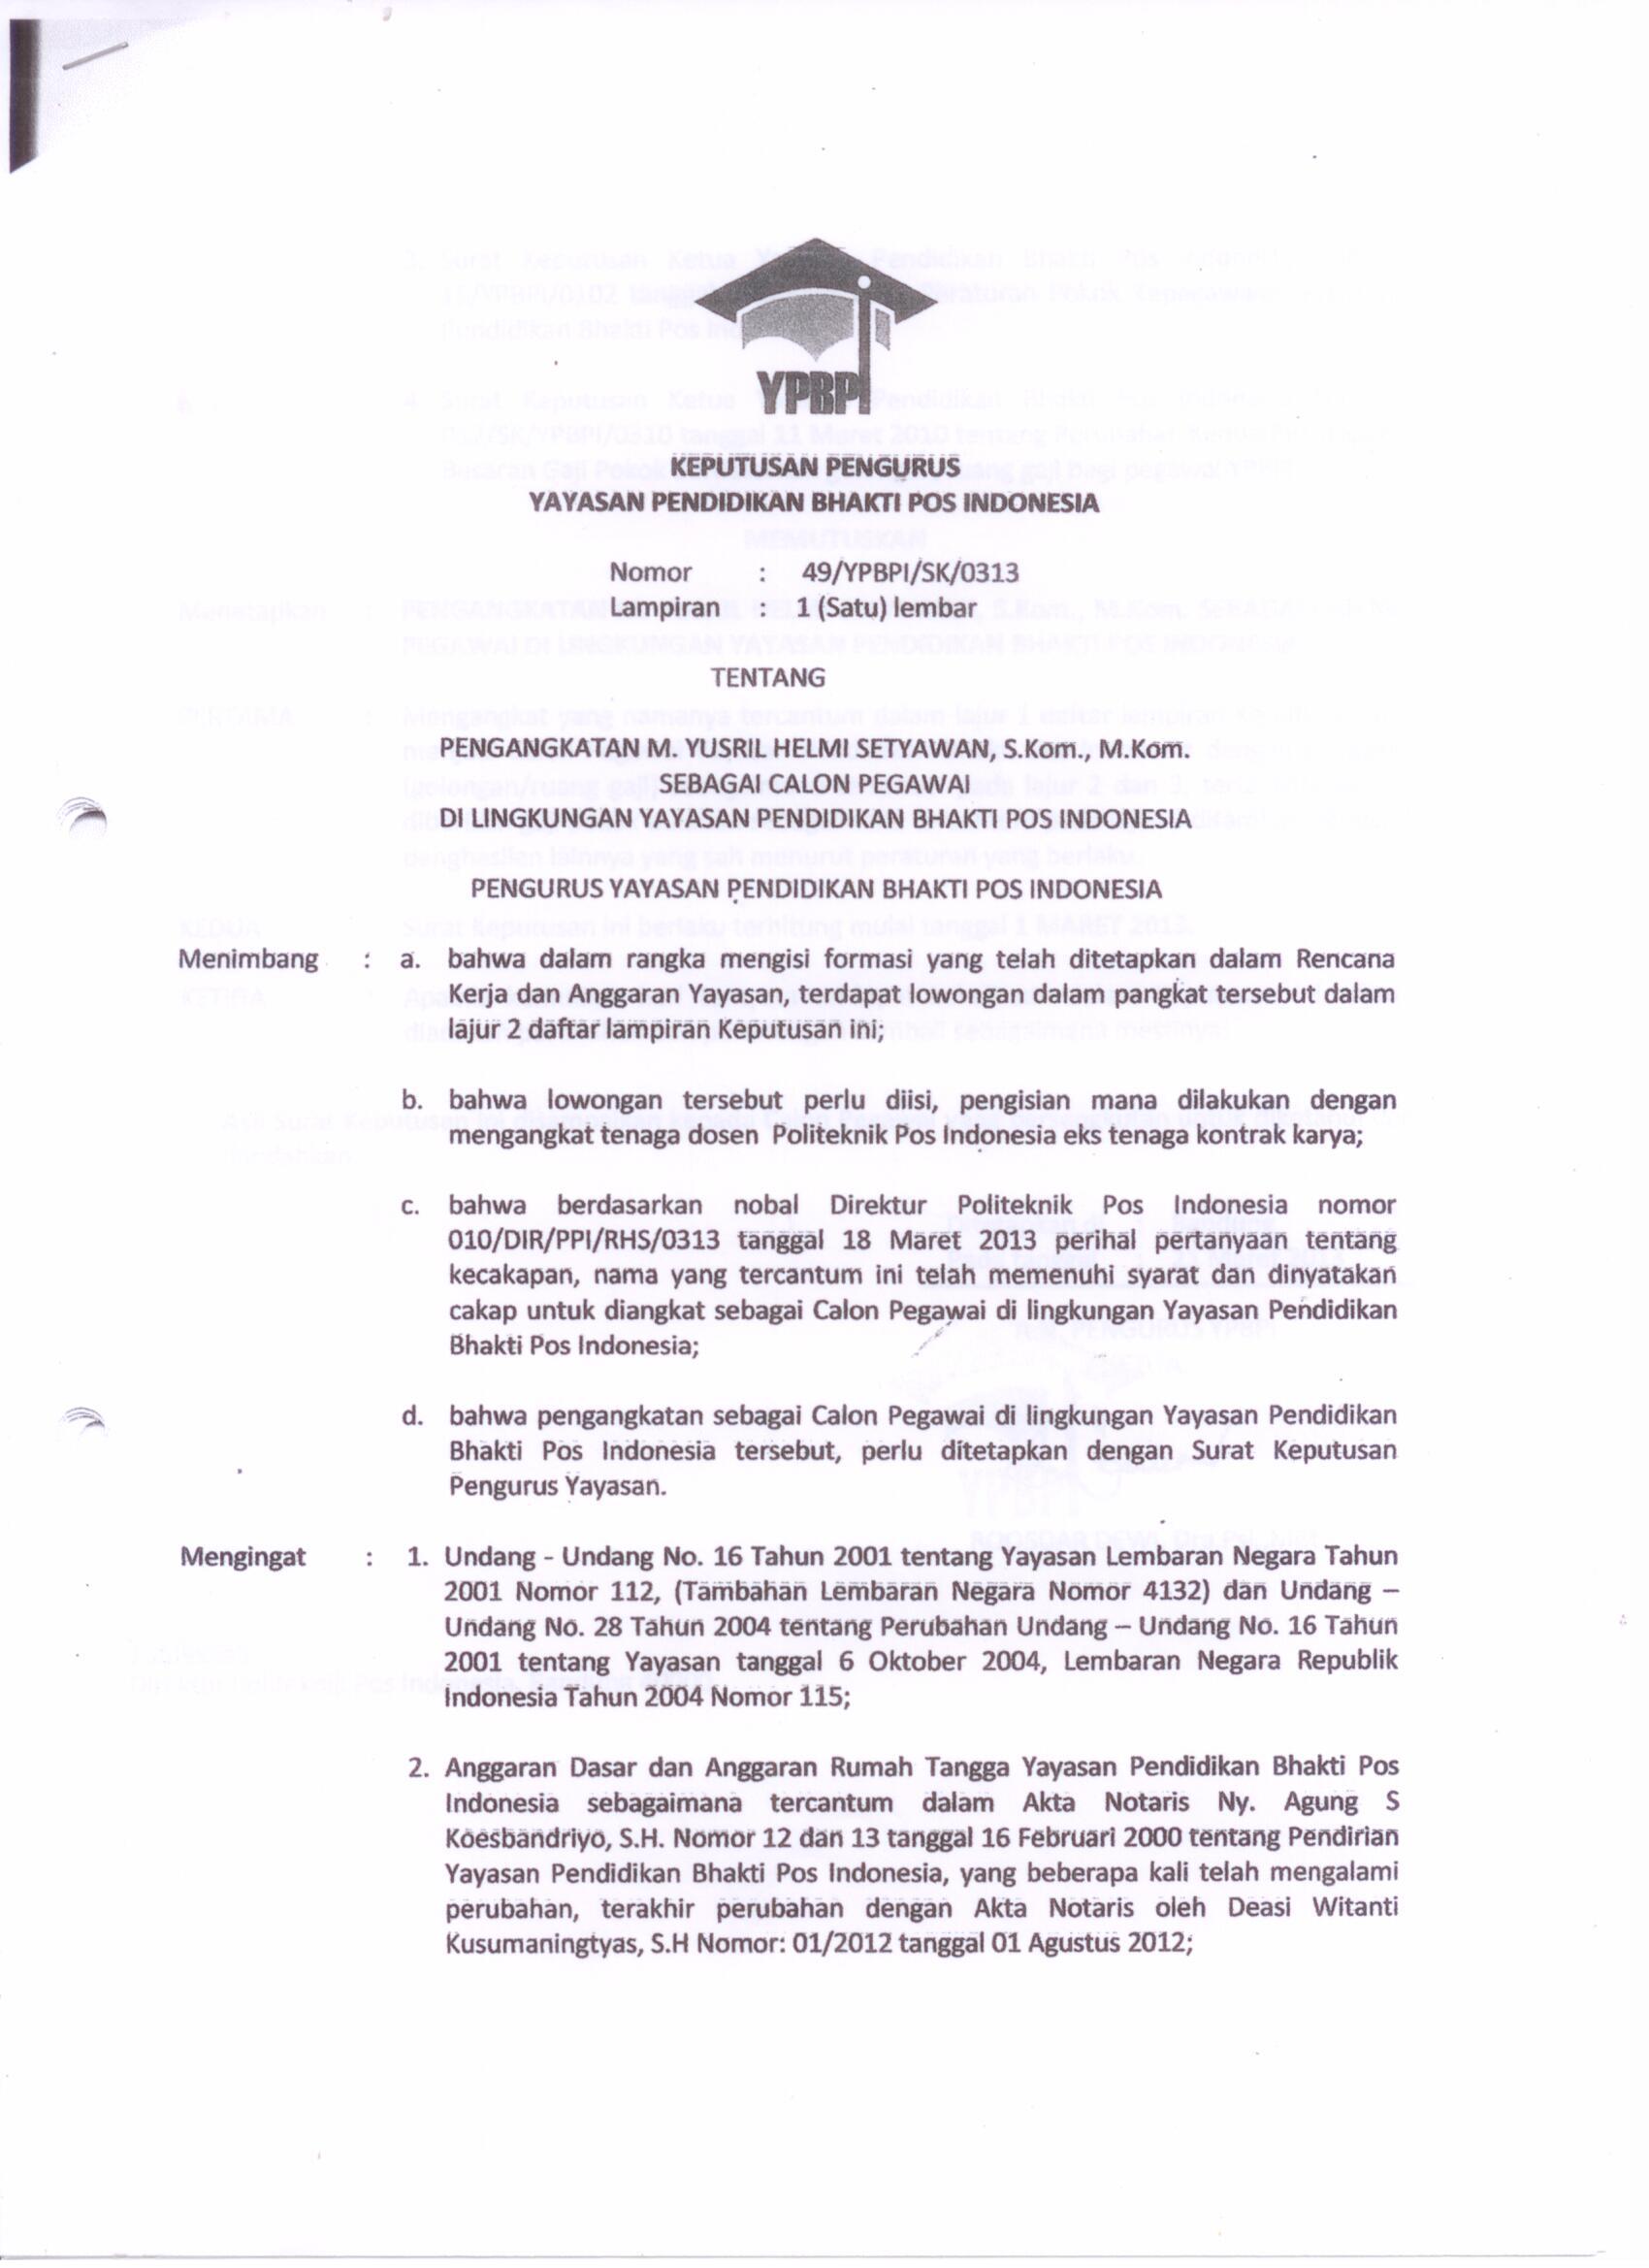 YPBPI
KEPUTUSAN PENGURUS
YAYASAN PENDIDIKAN BHAKTI POS INDONESIA
Nomor : 49/YPBPI/SK/0313
Lampiran : 1 (Satu) lembar
TENTANG
PENGANGKATAN M. YUSRIL HELMI SETYAWAN, S.Kom., M.Kom.
SEBAGAI CALON PEGAWAI
DI LINGKUNGAN YAYASAN PENDIDIKAN BHAKTI POS INDONESIA
PENGURUS YAYASAN PENDIDIKAN BHAKTI POS INDONESIA
Menimbang : a. bahwa dalam rangka mengisi formasi yang telah ditetapkan dalam Rencana
Kerja dan Anggaran Yayasan, terdapat lowongan dalam pangkat tersebut dalam
lajur 2 daftar lampiran Keputusan ini;
b. bahwa lowongan tersebut perlu diisi, pengisian mana dilakukan dengan
mengangkat tenaga dosen Politeknik Pos Indonesia eks tenaga kontrak karya;
c. bahwa berdasarkan nobal Direktur Politeknik Pos Indonesia nomor
010/DIR/PPI/RHS/0313 tanggal 18 Maret 2013 perihal pertanyaan tentang
kecakapan, nama yang tercantum ini telah memenuhi syarat dan dinyatakan
cakap untuk diangkat sebagai Calon Pegawai di lingkungan Yayasan Pendidikan
Bhakti Pos Indonesia;
d. bahwa pengangkatan sebagai Calon Pegawai di lingkungan Yayasan Pendidikan
Bhakti Pos Indonesia tersebut, perlu ditetapkan dengan Surat Keputusan
Pengurus Yayasan.
Mengingat : 1. Undang - Undang No. 16 Tahun 2001 tentang Yayasan Lembaran Negara Tahun
2001 Nomor 112, (Tambahan Lembaran Negara Nomor 4132) dan Undang –
Undang No. 28 Tahun 2004 tentang Perubahan Undang – Undang No. 16 Tahun
2001 tentang Yayasan tanggal 6 Oktober 2004, Lembaran Negara Republik
Indonesia Tahun 2004 Nomor 115;
2. Anggaran Dasar dan Anggaran Rumah Tangga Yayasan Pendidikan Bhakti Pos
Indonesia sebagaimana tercantum dalam Akta Notaris Ny. Agung S
Koesbandriyo, S.H. Nomor 12 dan 13 tanggal 16 Februari 2000 tentang Pendirian
Yayasan Pendidikan Bhakti Pos Indonesia, yang beberapa kali telah mengalami
perubahan, terakhir perubahan dengan Akta Notaris oleh Deasi Witanti
Kusumaningtyas, S.H Nomor: 01/2012 tanggal 01 Agustus 2012;